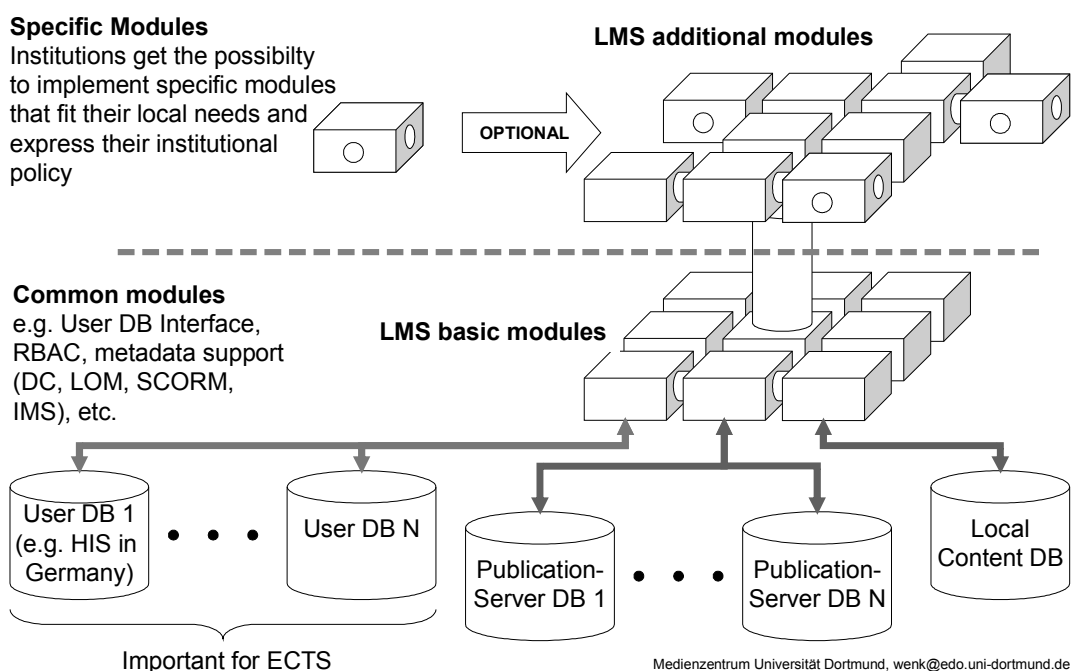 Specific Modules
Institutions get the possibilty
to implement specific modules
that fit their local needs and
express their institutional
policy
OPTIONAL
LMS additional modules
Common modules
e.g. User DB Interface,
RBAC, metadata support
(DC, LOM, SCORM,
IMS), etc.
LMS basic modules
User DB 1
(e.g. HIS in
Germany)
User DB N
Publication-
Server DB 1
Publication-
Server DB N
Local
Content DB
Important for ECTS
Medienzentrum Universität Dortmund, wenk@edo.uni-dortmund.de